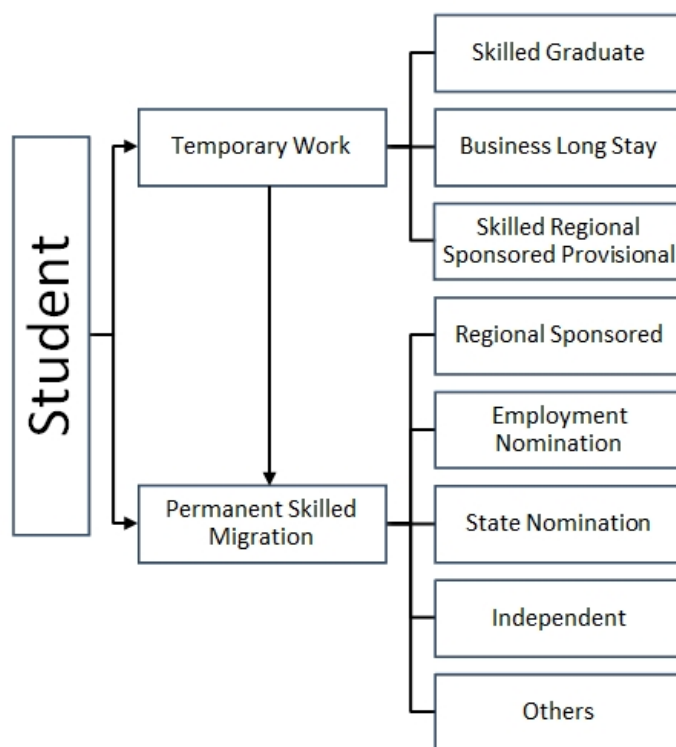 Student
Temporary Work
Skilled Graduate
Business Long Stay
Skilled Regional
Sponsored Provisional
Permanent Skilled
Migration
Regional Sponsored
Employment
Nomination
State Nomination
Independent
Others